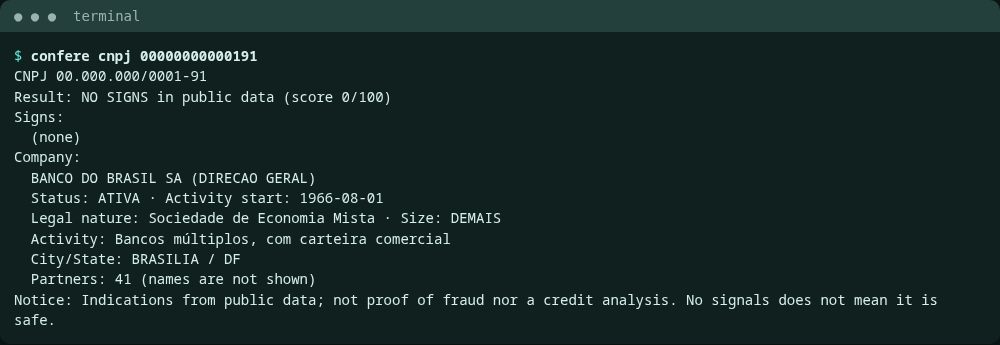 terminal
$ confere cnpj 00000000000191
CNPJ 00.000.000/0001-91
Result: NO SIGNS in public data (score 0/100)
Signs:
(none)
Company:
BANCO DO BRASIL SA (DIRECAO GERAL)
Status: ATIVA · Activity start: 1966-08-01
Legal nature: Sociedade de Economia Mista · Size: DEMAIS
Activity: Bancos múltiplos, com carteira comercial
City/State: BRASILIA / DF
Partners: 41 (names are not shown)
Notice: Indications from public data; not proof of fraud nor a credit analysis. No signals does not mean it is
safe.